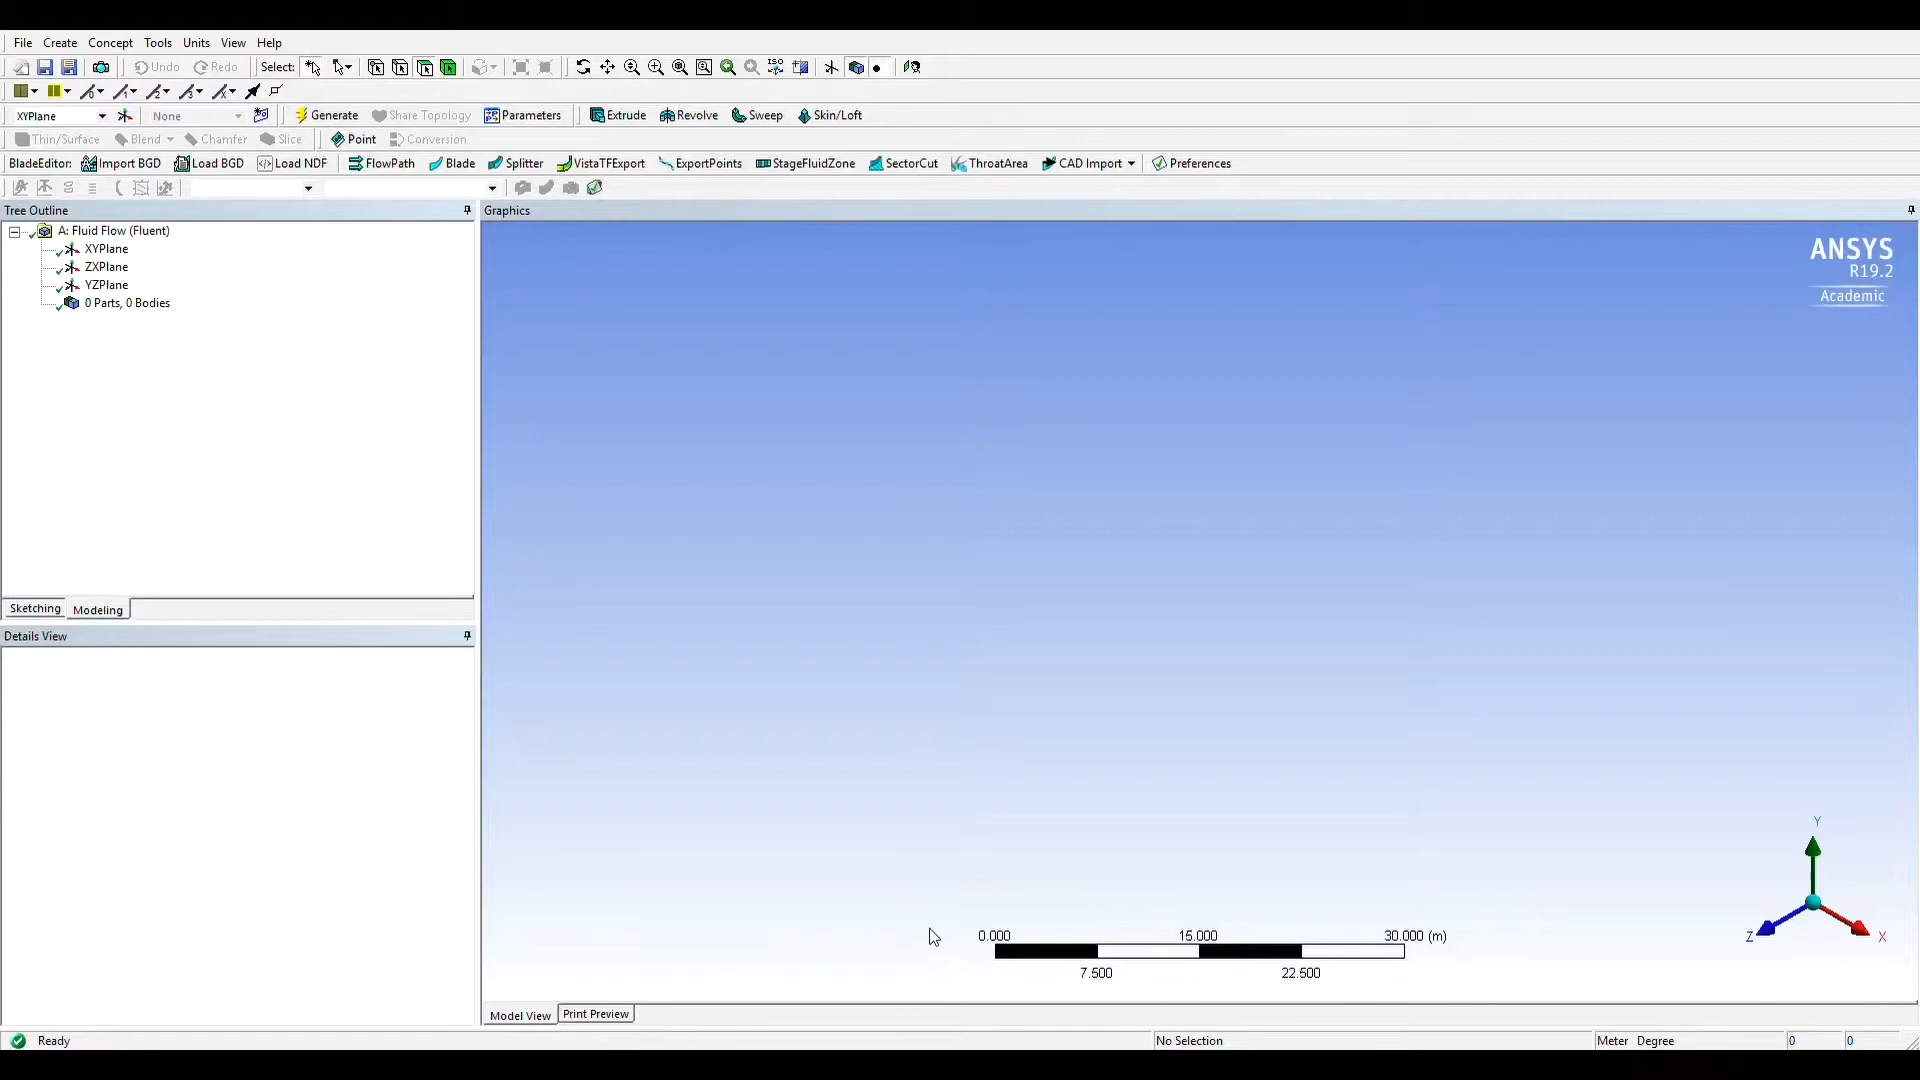 File Create Concept Tools Units View Help
Undo Redo Select: ISO
XYPlane None Generate Share Topology Parameters Extrude Revolve Sweep Skin/Loft
Thin/Surface Blend Chamfer Slice Point Conversion
BladeEditor: Import BGD Load BGD Load NDF FlowPath Blade Splitter VistaTFExport ExportPoints StageFluidZone SectorCut ThroatArea CAD Import Preferences
Tree Outline
Graphics
A: Fluid Flow (Fluent)
XYPlane
ZXPlane
YZPlane
0 Parts, 0 Bodies
ANSYS
R19.2
Academic
Sketching Modeling
Details View
Y
Z
X
0.000 15.000 30.000 (m)
7.500 22.500
Model View Print Preview
Ready
No Selection
Meter Degree 0 0